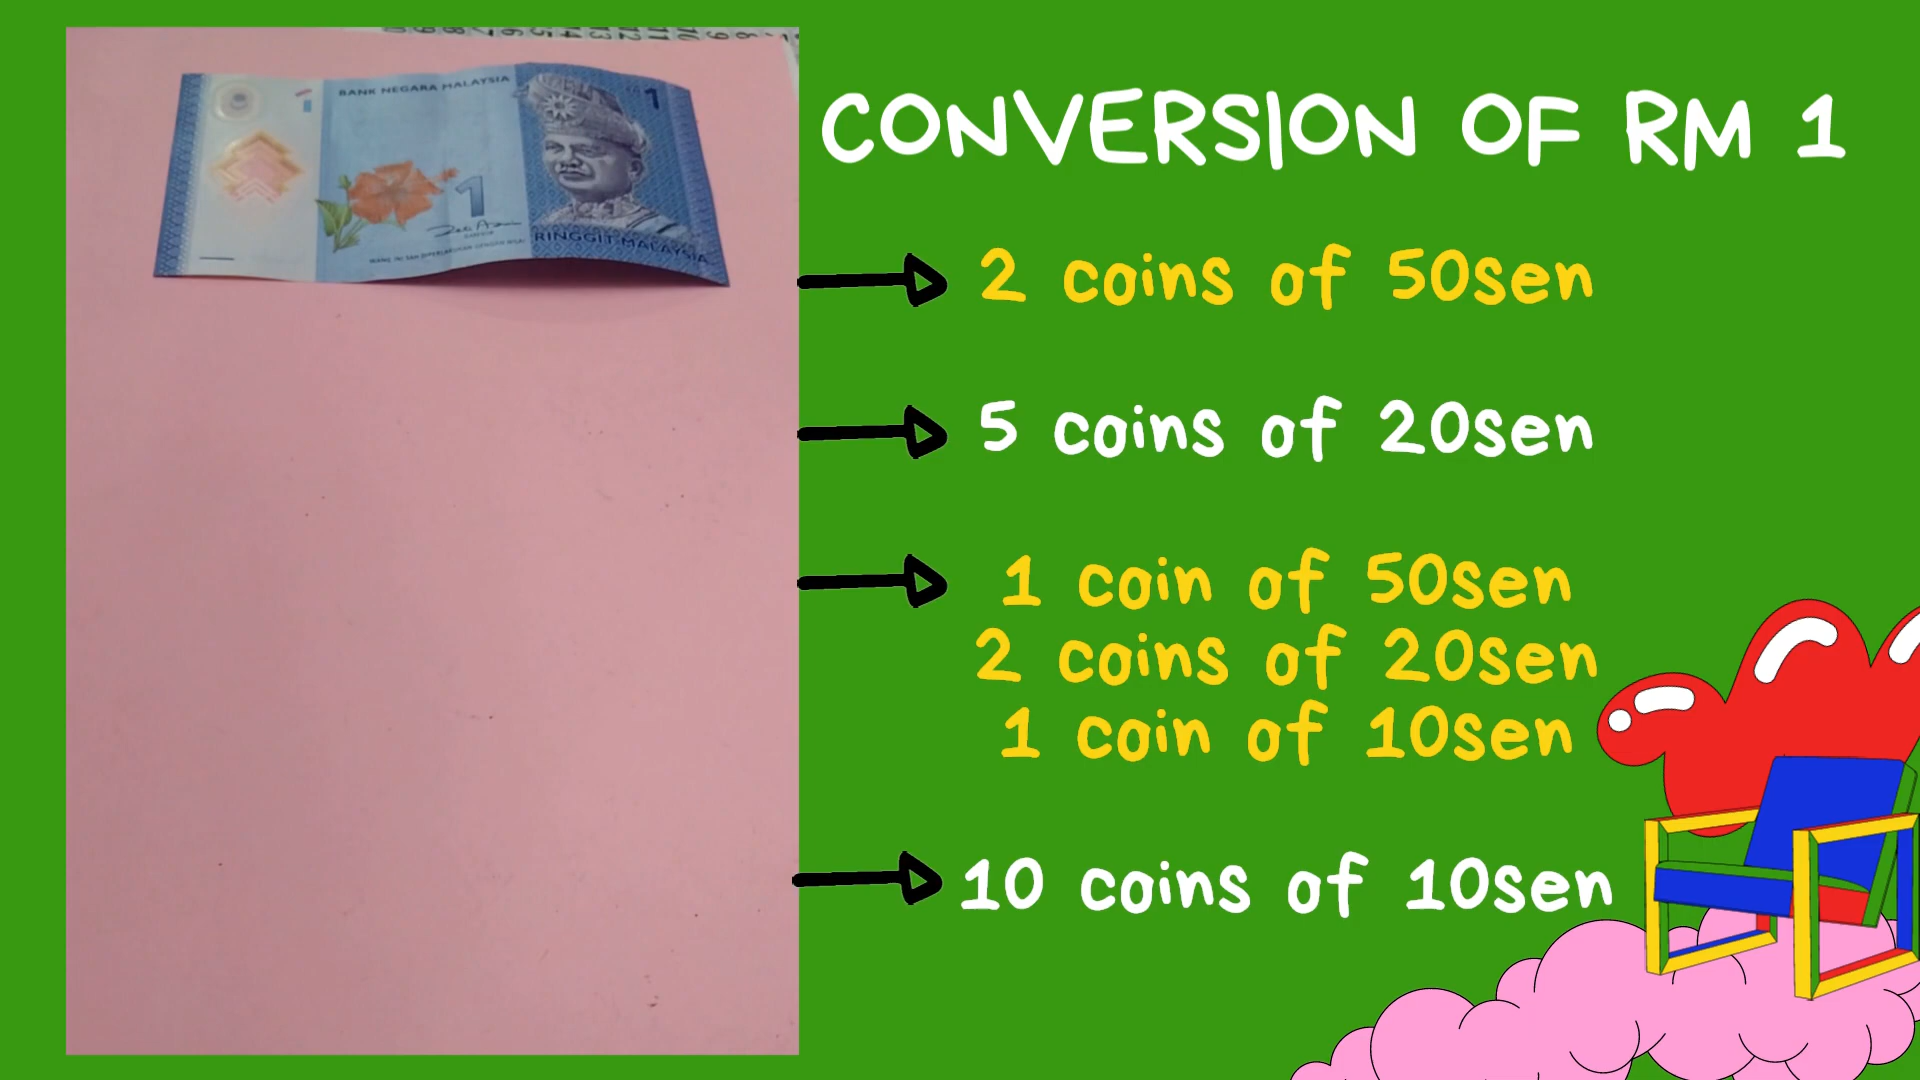 CONVERSION OF RM 1
BANK NEGARA MALAYSIA
1
1
RINGGIT MALAYSIA
2 coins of 50sen
5 coins of 20sen
1 coin of 50sen
2 coins of 20sen
1 coin of 10sen
10 coins of 10sen